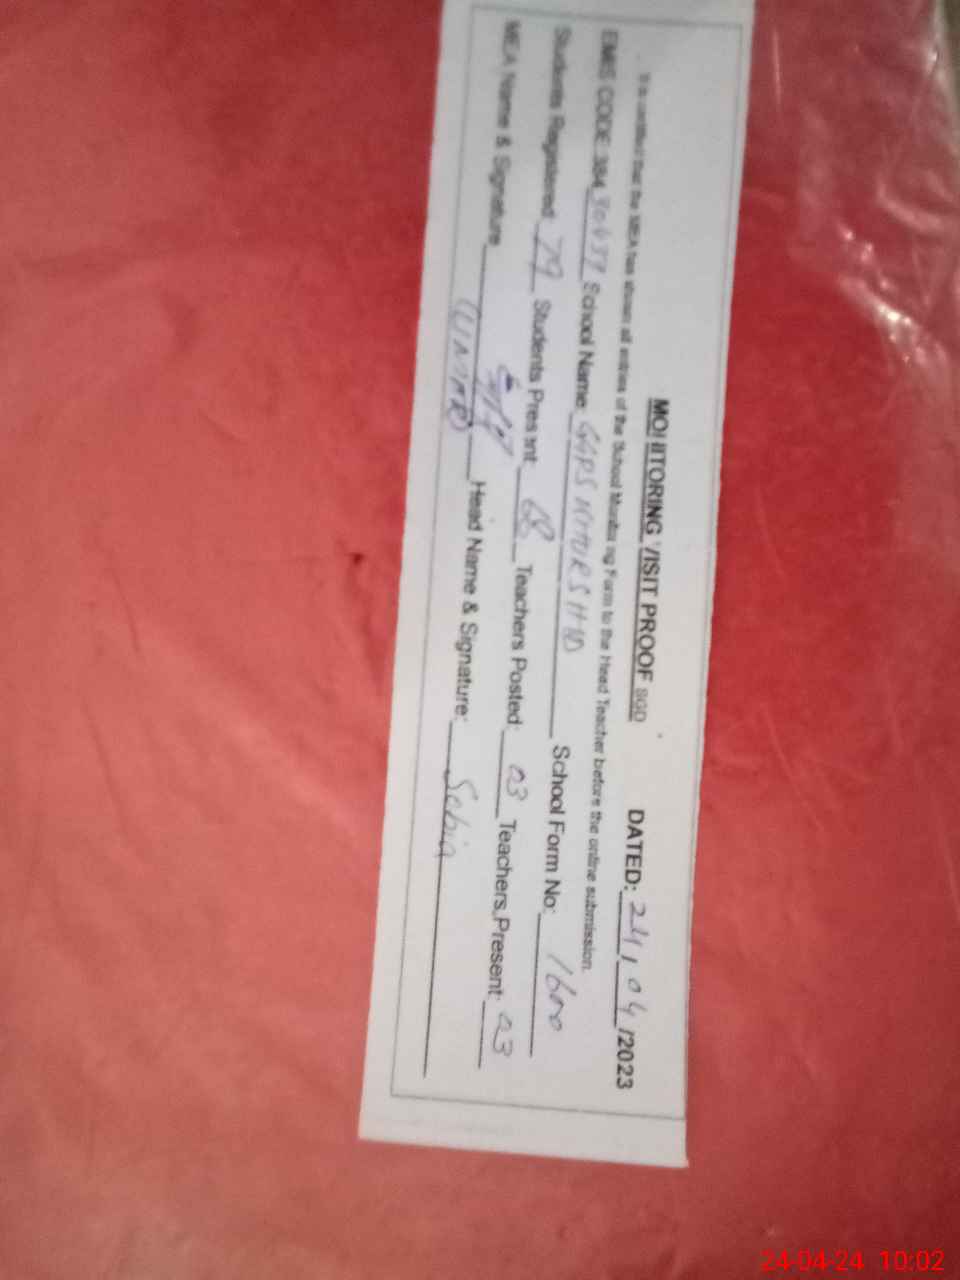 MONITORING VISIT PROOF SGD DATED: 24/04/2023
It is certified that the MEA has shown all entries of the School Monitoring Form to the Head Teacher before the online submission.
EMIS CODE 384 School Name: GGPS School Form No: 1600
Students Registered: 79 Students Present: 68 Teachers Posted: 03 Teachers Present: 03
MEA Name & Signature (UMAR) Head Name & Signature: Sobia
24-04-24 10:02